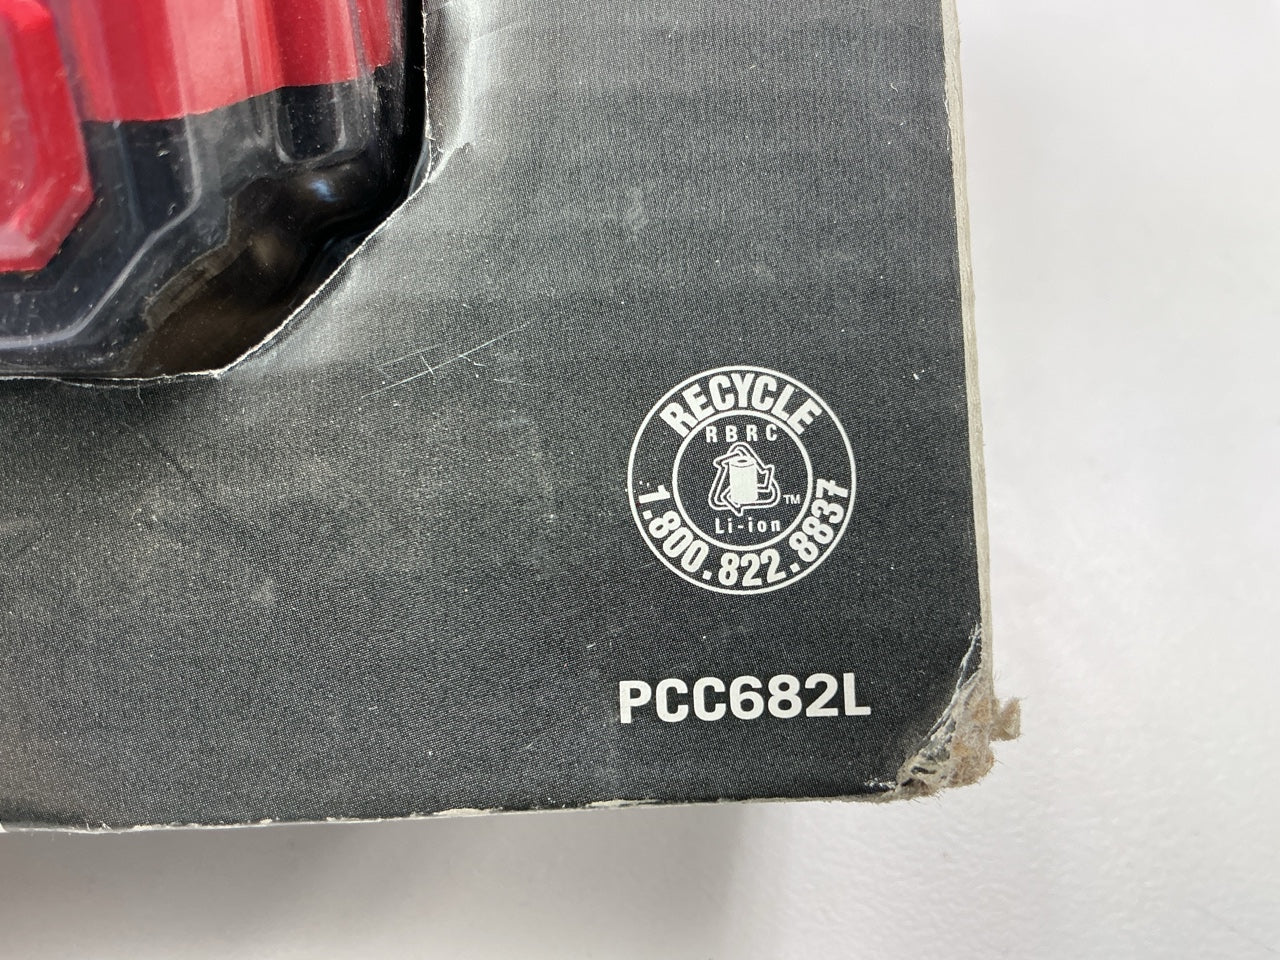 RECYCLE
RBRC
TM
Li-ion
1.800.822.8837
PCC682L